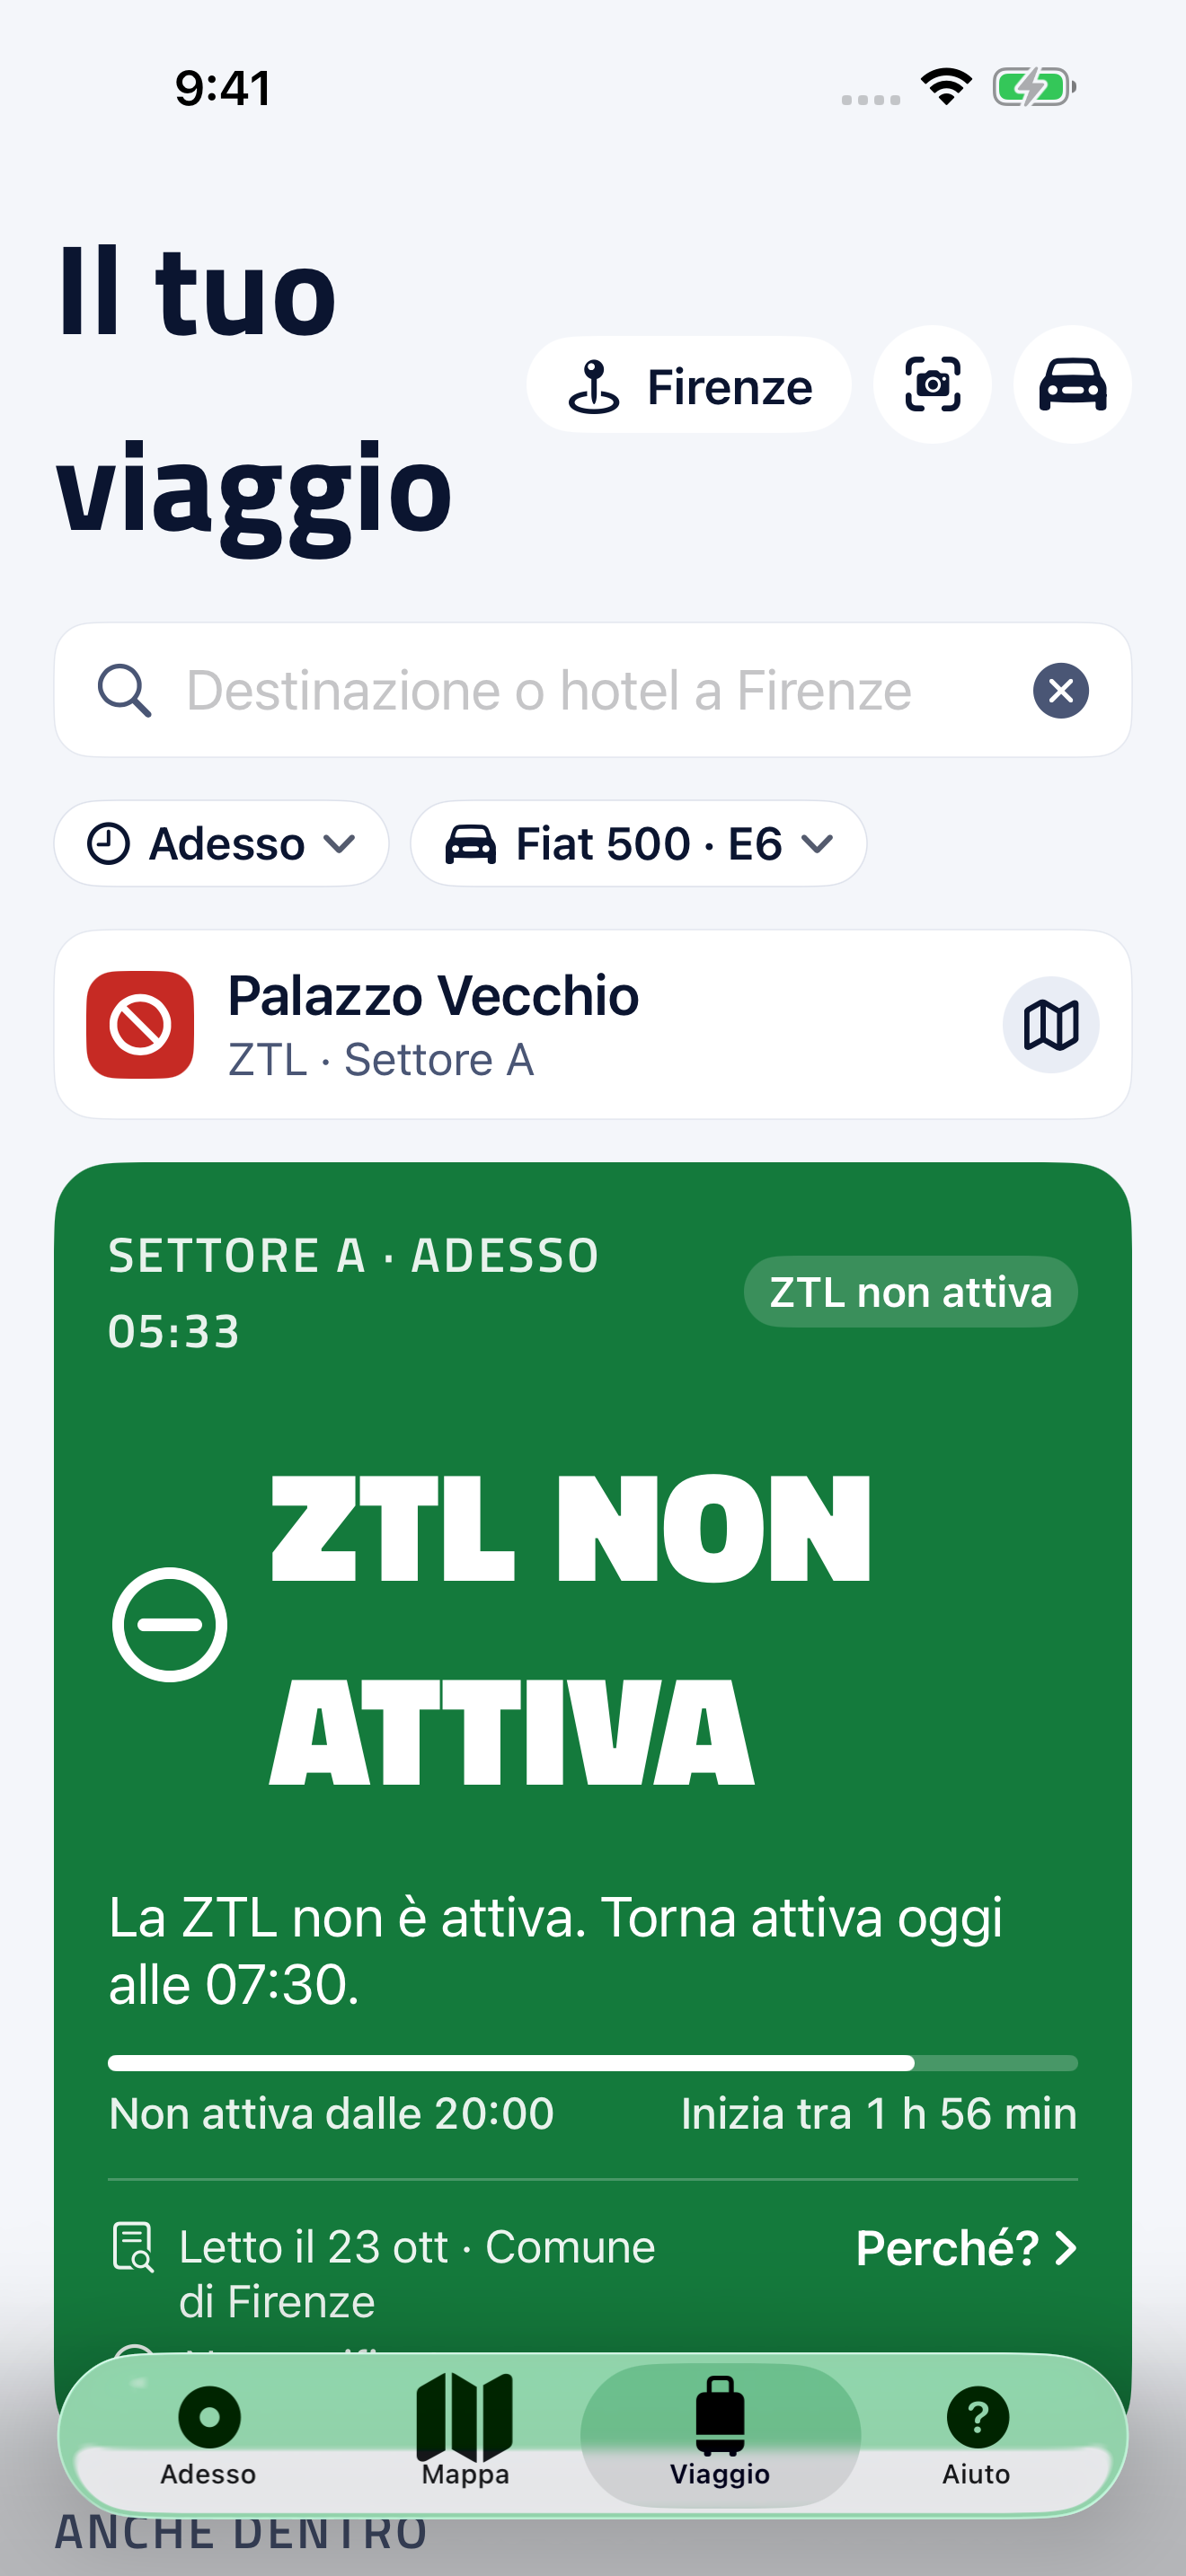 9:41
Il tuo
viaggio
Firenze
Destinazione o hotel a Firenze
Adesso
Fiat 500 · E6
Palazzo Vecchio
ZTL · Settore A
SETTORE A · ADESSO
05:33
ZTL non attiva
ZTL NON
ATTIVA
La ZTL non è attiva. Torna attiva oggi
alle 07:30.
Non attiva dalle 20:00
Inizia tra 1 h 56 min
Letto il 23 ott · Comune
di Firenze
Perché?
Adesso
Mappa
Viaggio
Aiuto
ANCHE DENTRO